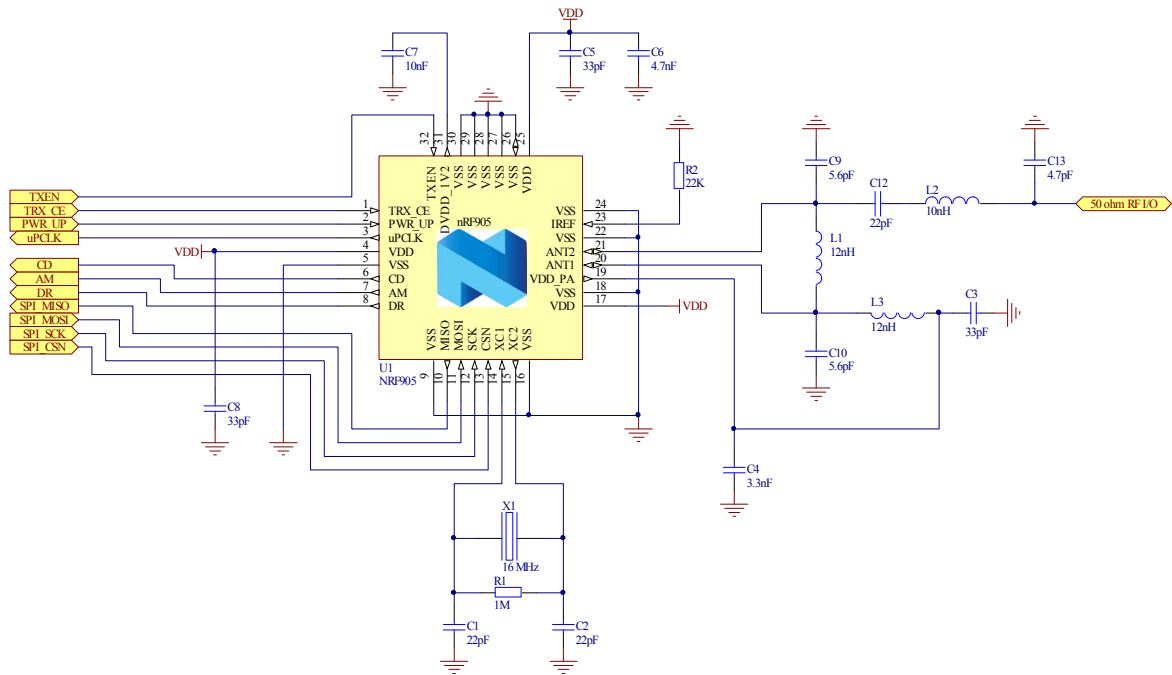 VDD
C7
10nF
C5
33pF
C6
4.7nF
32
31
30
29
28
27
26
25
TXEN
DVDD_1V2
VSS
VSS
VSS
VSS
VSS
VDD
R2
22K
C9
5.6pF
C13
4.7pF
C12
22pF
L2
10nH
50 ohm RF I/O
TXEN
TRX_CE
PWR_UP
uPCLK
CD
AM
DR
SPI_MISO
SPI_MOSI
SPI_SCK
SPI_CSN
VDD
1
2
3
4
5
6
7
8
TRX_CE
PWR_UP
uPCLK
VDD
VSS
CD
AM
DR
nRF905
VSS
IREF
VSS
ANT2
ANT1
VDD_PA
VSS
VDD
24
23
22
21
20
19
18
17
VDD
L1
12nH
L3
12nH
C3
33pF
C10
5.6pF
VSS
MISO
MOSI
SCK
CSN
XC1
XC2
VSS
U1
NRF905
9
10
11
12
13
14
15
16
C8
33pF
C4
3.3nF
X1
16 MHz
R1
1M
C1
22pF
C2
22pF